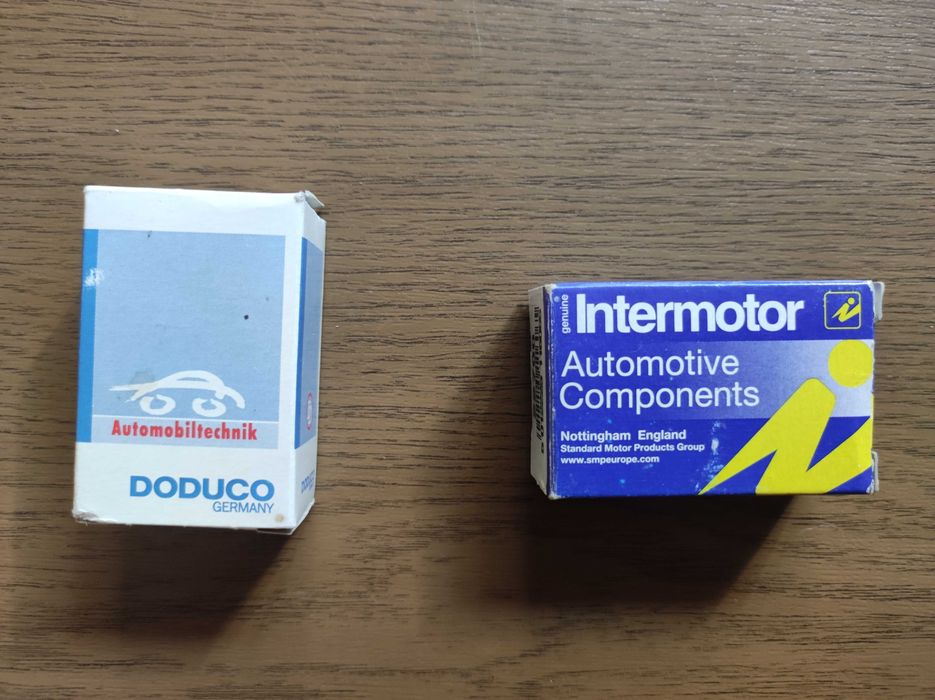 Automobiltechnik
DODUCO
GERMANY
genuine
Intermotor
Automotive
Components
Nottingham England
Standard Motor Products Group
www.smpeurope.com